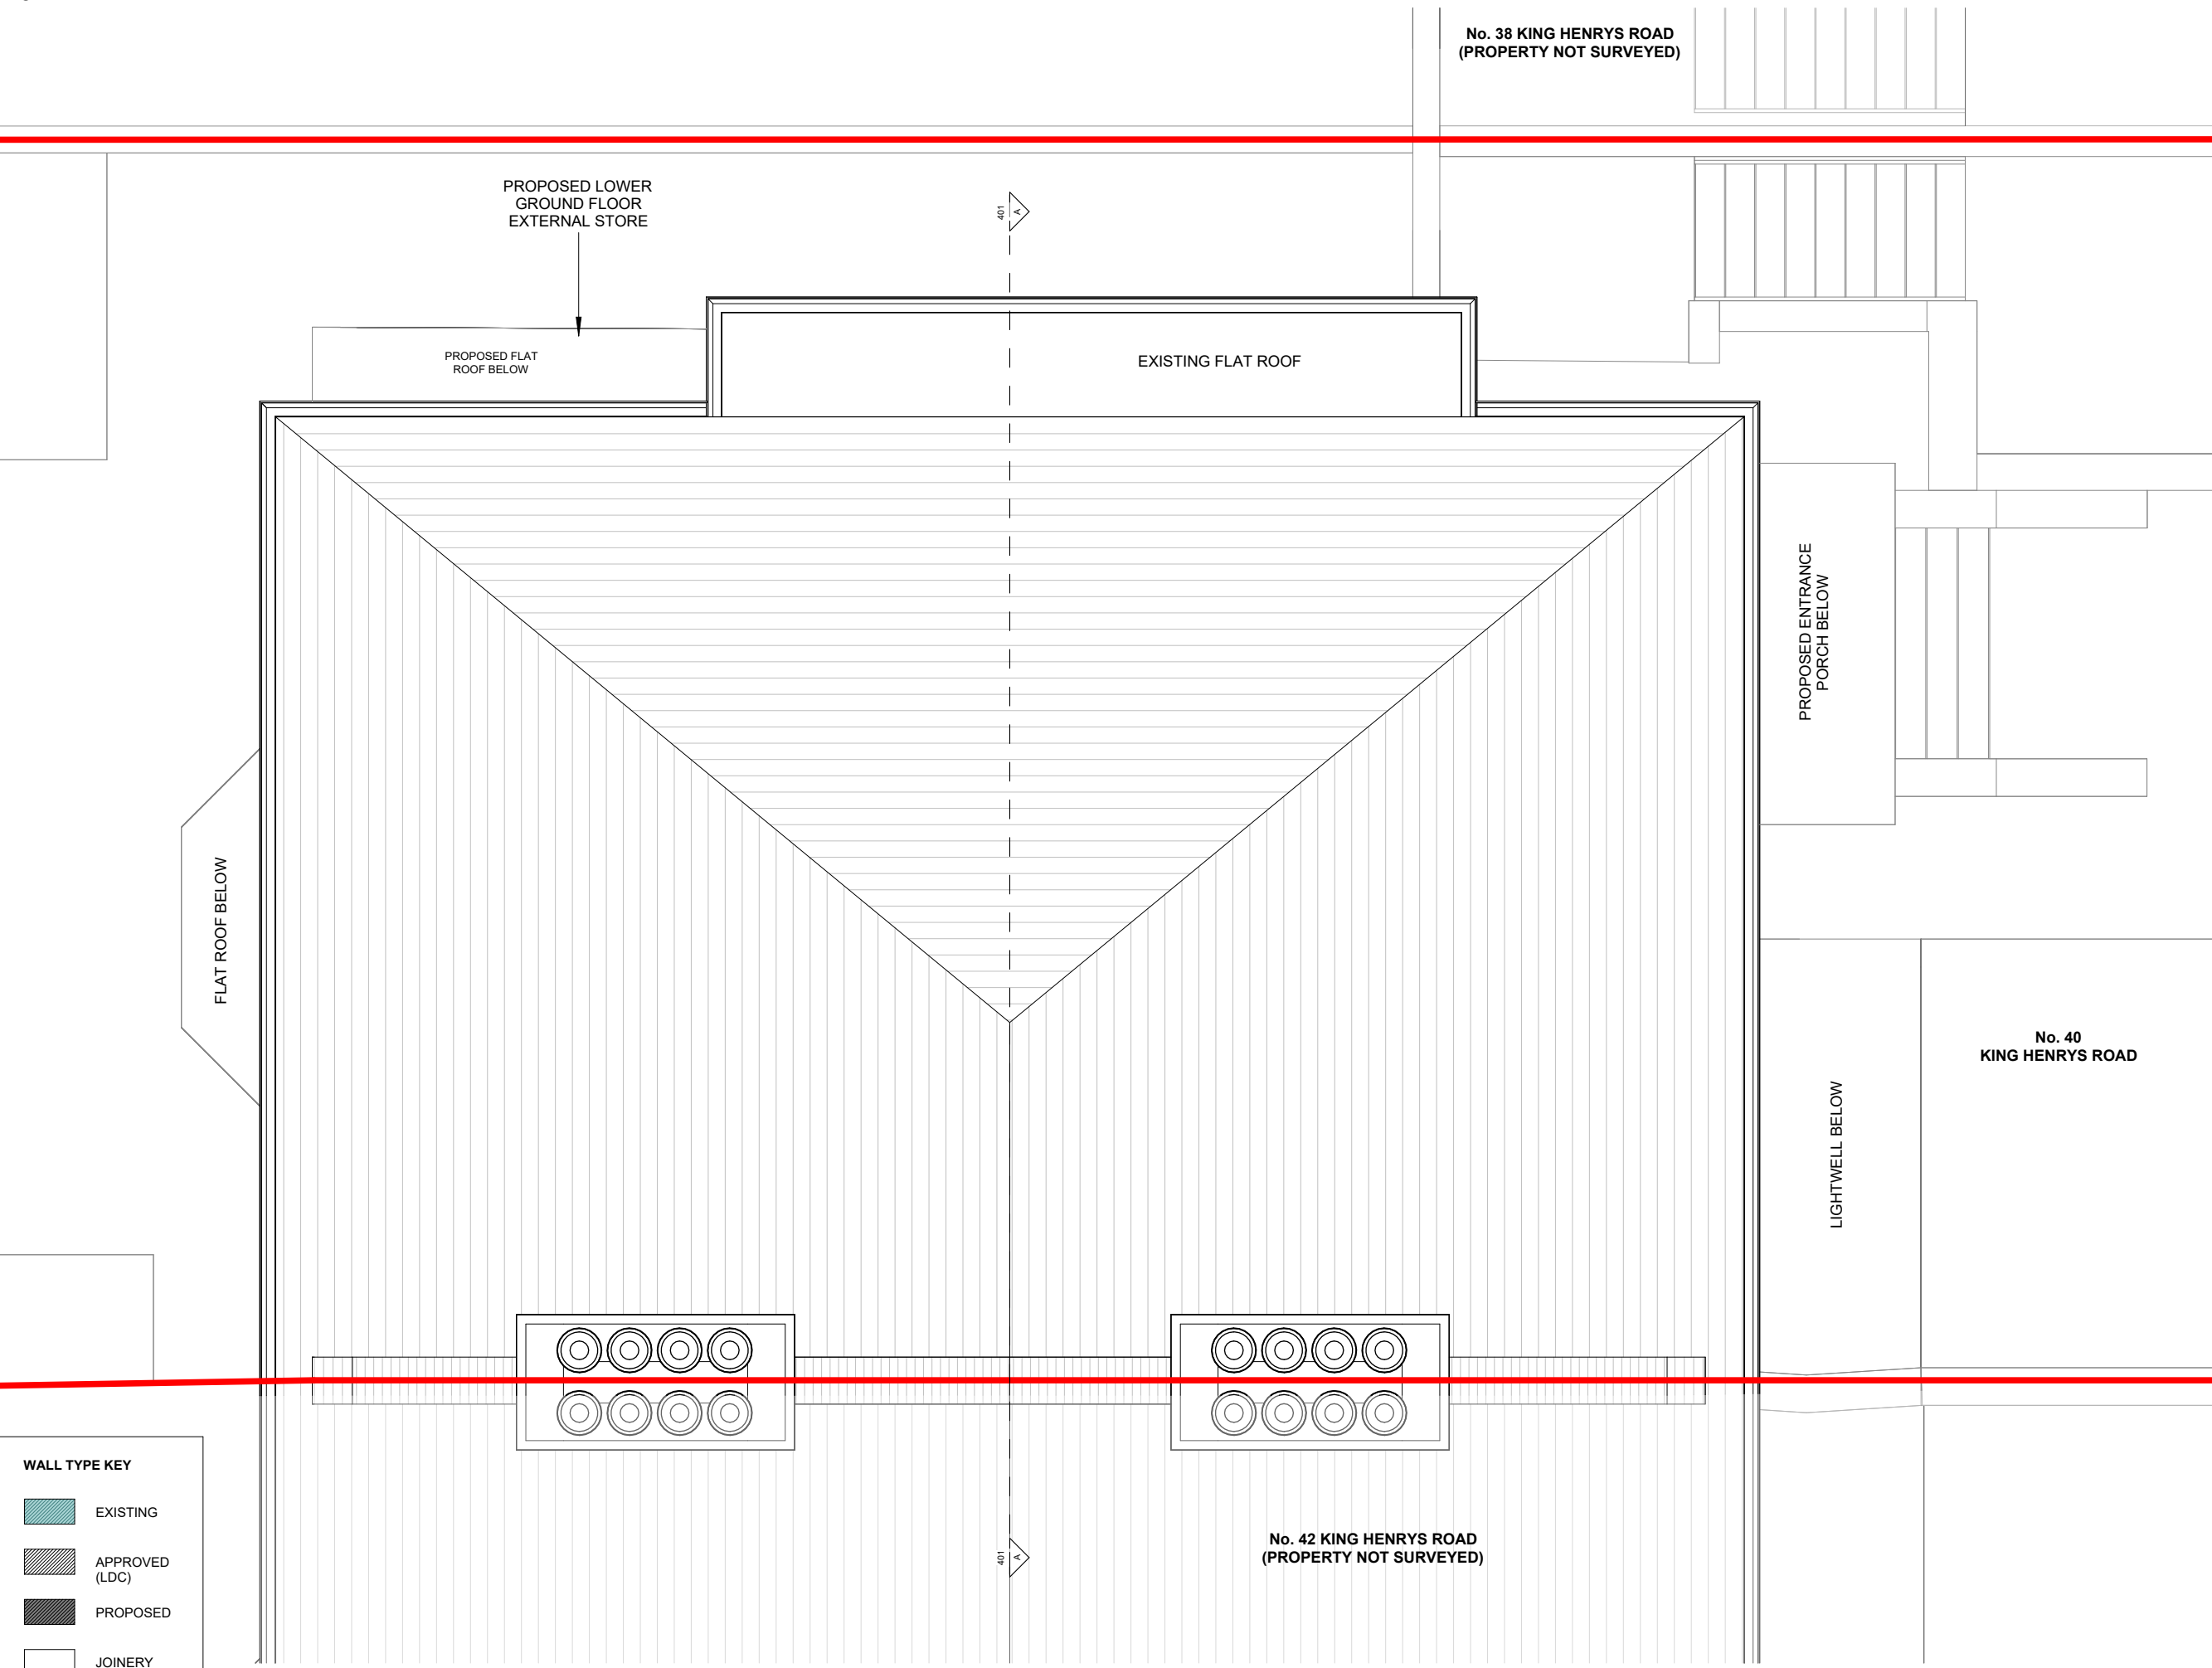 No. 38 KING HENRYS ROAD
(PROPERTY NOT SURVEYED)
PROPOSED LOWER
GROUND FLOOR
EXTERNAL STORE
401
A
PROPOSED FLAT
ROOF BELOW
EXISTING FLAT ROOF
PROPOSED ENTRANCE
PORCH BELOW
FLAT ROOF BELOW
No. 40
KING HENRYS ROAD
LIGHTWELL BELOW
No. 42 KING HENRYS ROAD
(PROPERTY NOT SURVEYED)
401
A
WALL TYPE KEY
EXISTING
APPROVED
(LDC)
PROPOSED
JOINERY